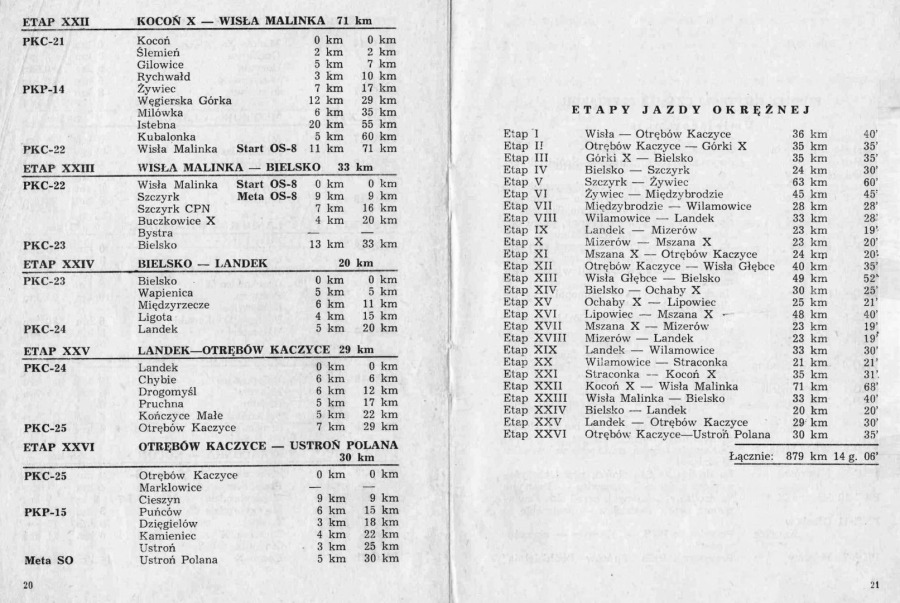 ETAP XXII KOCOŃ X — WISŁA MALINKA 71 km
PKC-21 Kocoń 0 km 0 km
Ślemień 2 km 2 km
Gilowice 5 km 7 km
Rychwałd 3 km 10 km
PKP-14 Żywiec 7 km 17 km
Węgierska Górka 12 km 29 km
Milówka 6 km 35 km
Istebna 20 km 55 km
Kubalonka 5 km 60 km
PKC-22 Wisła Malinka Start OS-8 11 km 71 km
ETAP XXIII WISŁA MALINKA — BIELSKO 33 km
PKC-22 Wisła Malinka Start OS-8 0 km 0 km
Szczyrk Meta OS-8 9 km 9 km
Szczyrk CPN 7 km 16 km
Buczkowice X 4 km 20 km
Bystra — —
PKC-23 Bielsko 13 km 33 km
ETAP XXIV BIELSKO — LANDEK 20 km
PKC-23 Bielsko 0 km 0 km
Wapienica 5 km 5 km
Międzyrzecze 6 km 11 km
Ligota 4 km 15 km
PKC-24 Landek 5 km 20 km
ETAP XXV LANDEK—OTRĘBÓW KACZYCE 29 km
PKC-24 Landek 0 km 0 km
Chybie 6 km 6 km
Drogomyśl 6 km 12 km
Pruchna 5 km 17 km
Kończyce Małe 5 km 22 km
PKC-25 Otrębów Kaczyce 7 km 29 km
ETAP XXVI OTRĘBÓW KACZYCE — USTROŃ POLANA
30 km
PKC-25 Otrębów Kaczyce 0 km 0 km
Marklowice — —
Cieszyn 9 km 9 km
PKP-15 Puńców 6 km 15 km
Dzięgielów 3 km 18 km
Kamieniec 4 km 22 km
Ustroń 3 km 25 km
Meta SO Ustroń Polana 5 km 30 km
20
ETAPY JAZDY OKRĘŻNEJ
Etap I Wisła — Otrębów Kaczyce 36 km 40'
Etap II Otrębów Kaczyce — Górki X 35 km 35'
Etap III Górki X — Bielsko 35 km 35'
Etap IV Bielsko — Szczyrk 24 km 30'
Etap V Szczyrk — Żywiec 63 km 60'
Etap VI Żywiec — Międzybrodzie 45 km 45'
Etap VII Międzybrodzie — Wilamowice 28 km 28'
Etap VIII Wilamowice — Landek 33 km 28'
Etap IX Landek — Mizerów 23 km 19'
Etap X Mizerów — Mszana X 23 km 20'
Etap XI Mszana X — Otrębów Kaczyce 24 km 20'
Etap XII Otrębów Kaczyce — Wisła Głębce 40 km 35'
Etap XIII Wisła Głębce — Bielsko 49 km 52'
Etap XIV Bielsko — Ochaby X 30 km 25'
Etap XV Ochaby X — Lipowiec 25 km 21'
Etap XVI Lipowiec — Mszana X 48 km 40'
Etap XVII Mszana X — Mizerów 23 km 19'
Etap XVIII Mizerów — Landek 23 km 19'
Etap XIX Landek — Wilamowice 33 km 30'
Etap XX Wilamowice — Straconka 21 km 21'
Etap XXI Straconka — Kocoń X 35 km 31'
Etap XXII Kocoń X — Wisła Malinka 71 km 68'
Etap XXIII Wisła Malinka — Bielsko 33 km 40'
Etap XXIV Bielsko — Landek 20 km 20'
Etap XXV Landek — Otrębów Kaczyce 29 km 30'
Etap XXVI Otrębów Kaczyce—Ustroń Polana 30 km 35'
Łącznie: 879 km 14 g. 06'
21